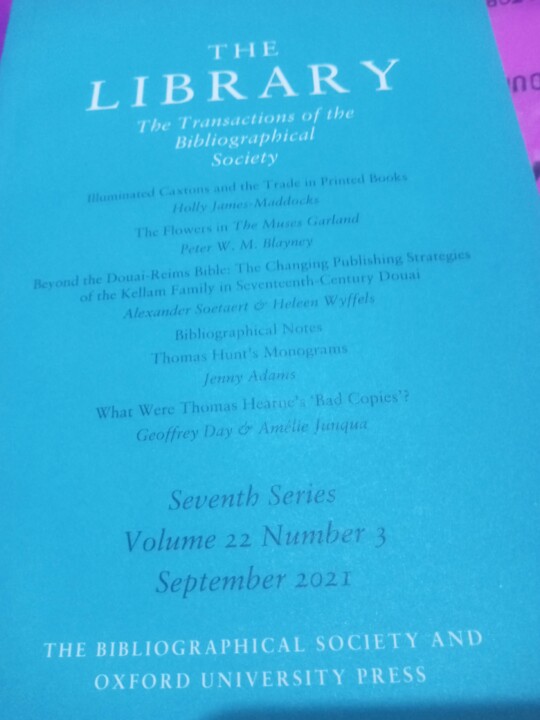 THE
LIBRARY
The Transactions of the
Bibliographical
Society
Illuminated Caxtons and the Trade in Printed Books
Holly James-Maddocks
The Flowers in The Muses Garland
Peter W. M. Blayney
Beyond the Douai-Reims Bible: The Changing Publishing Strategies
of the Kellam Family in Seventeenth-Century Douai
Alexander Soetaert & Heleen Wyffels
Bibliographical Notes
Thomas Hunt's Monograms
Jenny Adams
What Were Thomas Hearne's 'Bad Copies'?
Geoffrey Day & Amélie Junqua
Seventh Series
Volume 22 Number 3
September 2021
THE BIBLIOGRAPHICAL SOCIETY AND
OXFORD UNIVERSITY PRESS